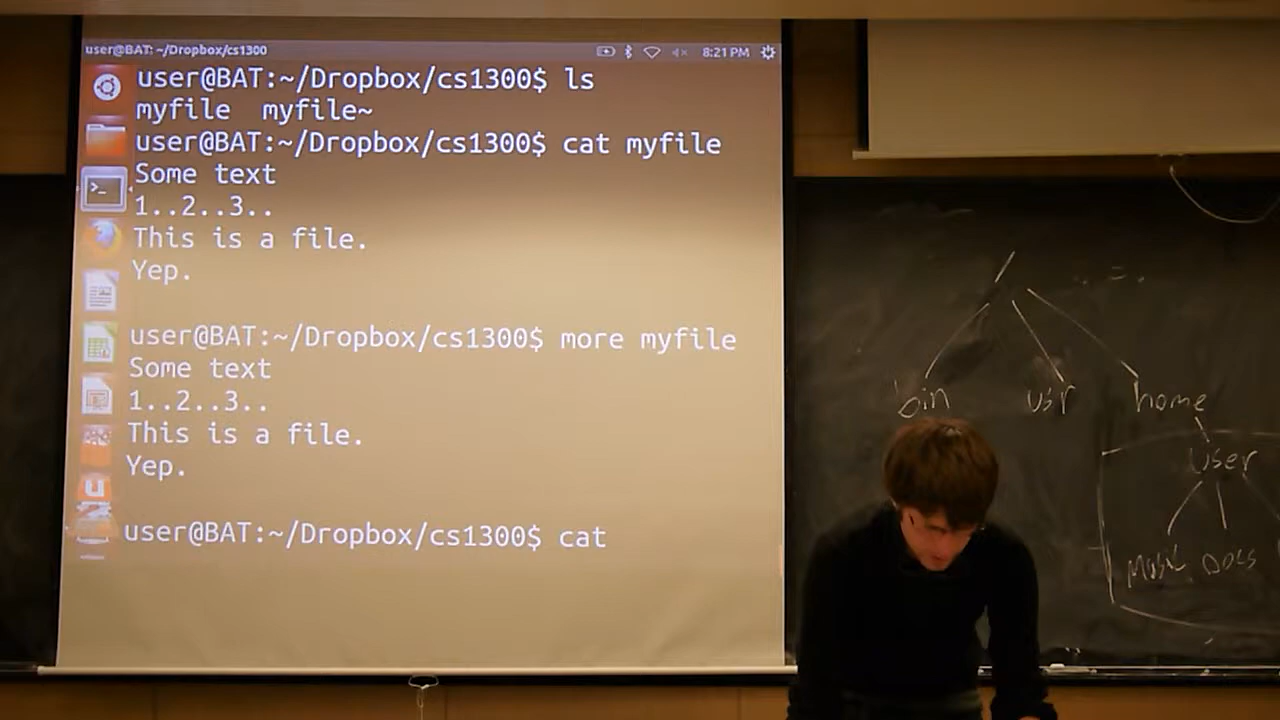 user@BAT: ~/Dropbox/cs1300
8:21 PM
user@BAT:~/Dropbox/cs1300$ ls
myfile  myfile~
user@BAT:~/Dropbox/cs1300$ cat myfile
Some text
1..2..3..
This is a file.
Yep.
user@BAT:~/Dropbox/cs1300$ more myfile
Some text
1..2..3..
This is a file.
Yep.
user@BAT:~/Dropbox/cs1300$ cat
/
bin usr home
user
Music Docs